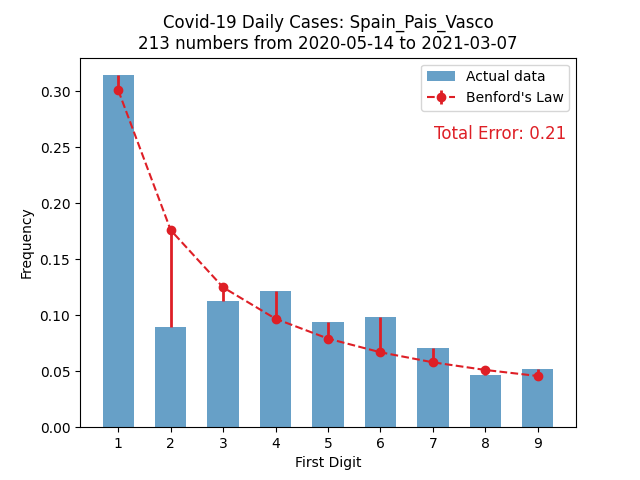 Covid-19 Daily Cases: Spain_Pais_Vasco
213 numbers from 2020-05-14 to 2021-03-07
Actual data
Benford's Law
Total Error: 0.21
Frequency
0.30
0.25
0.20
0.15
0.10
0.05
0.00
1 2 3 4 5 6 7 8 9
First Digit